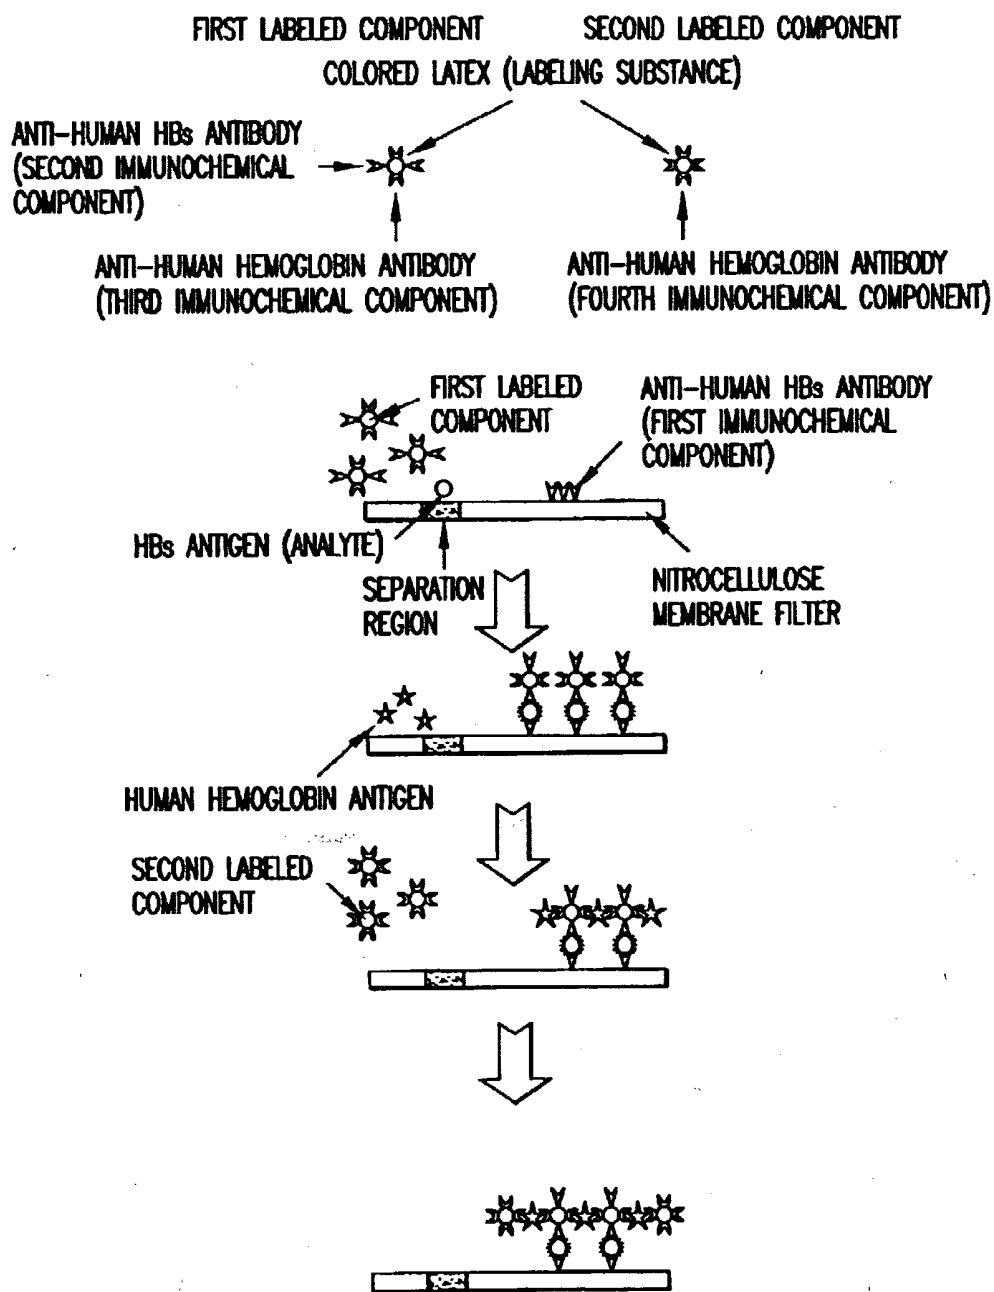 FIRST LABELED COMPONENT
SECOND LABELED COMPONENT
COLORED LATEX (LABELING SUBSTANCE)
ANTI-HUMAN HBs ANTIBODY
(SECOND IMMUNOCHEMICAL
COMPONENT)
ANTI-HUMAN HEMOGLOBIN ANTIBODY
(THIRD IMMUNOCHEMICAL COMPONENT)
ANTI-HUMAN HEMOGLOBIN ANTIBODY
(FOURTH IMMUNOCHEMICAL COMPONENT)
FIRST LABELED
COMPONENT
ANTI-HUMAN HBs ANTIBODY
(FIRST IMMUNOCHEMICAL
COMPONENT)
HBs ANTIGEN (ANALYTE)
SEPARATION
REGION
NITROCELLULOSE
MEMBRANE FILTER
HUMAN HEMOGLOBIN ANTIGEN
SECOND LABELED
COMPONENT